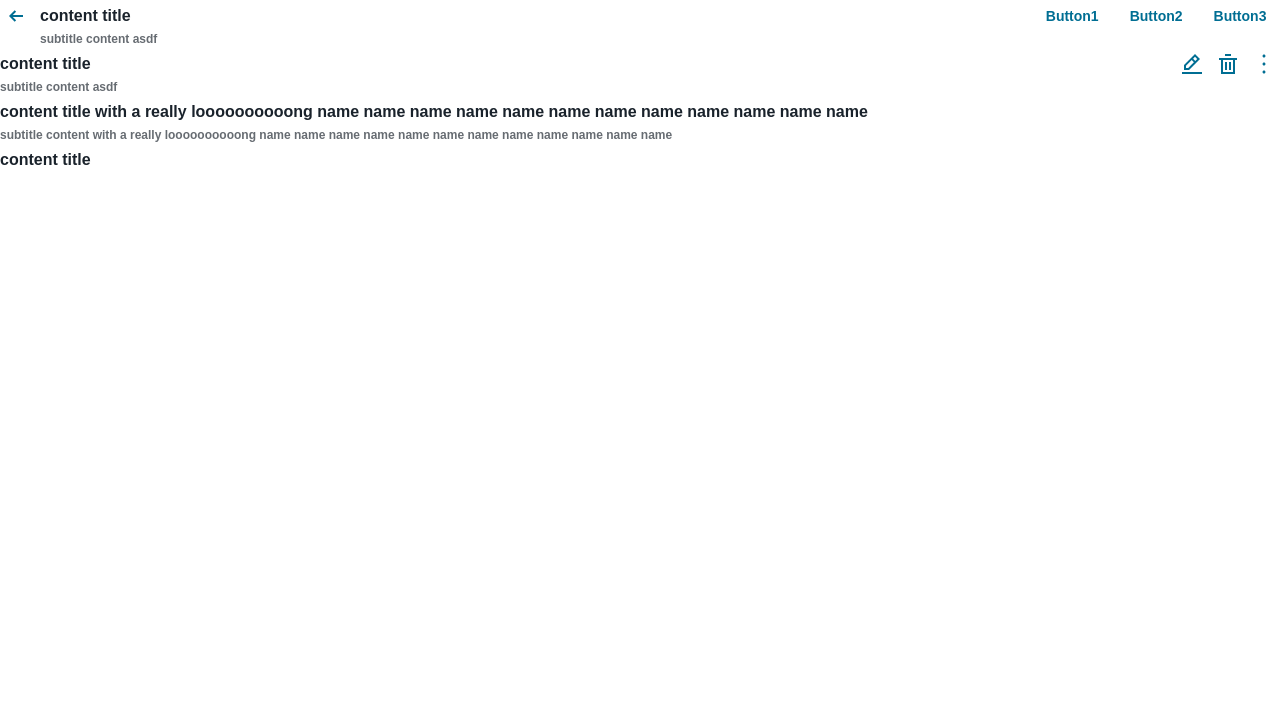 content title Button1 Button2 Button3
subtitle content asdf
content title
subtitle content asdf
content title with a really loooooooooong name name name name name name name name name name name name
subtitle content with a really loooooooooong name name name name name name name name name name name name
content title